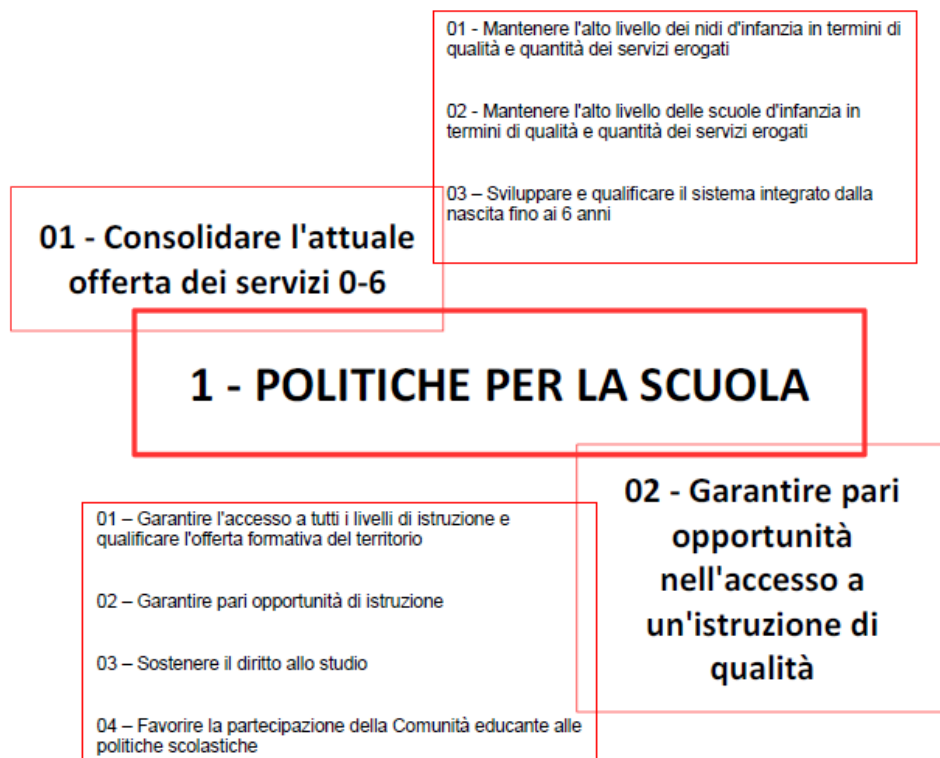 01 - Mantenere l'alto livello dei nidi d'infanzia in termini di
qualità e quantità dei servizi erogati
02 - Mantenere l'alto livello delle scuole d'infanzia in
termini di qualità e quantità dei servizi erogati
03 – Sviluppare e qualificare il sistema integrato dalla
nascita fino ai 6 anni
01 - Consolidare l'attuale
offerta dei servizi 0-6
1 - POLITICHE PER LA SCUOLA
02 - Garantire pari
opportunità
nell'accesso a
un'istruzione di
qualità
01 – Garantire l'accesso a tutti i livelli di istruzione e
qualificare l'offerta formativa del territorio
02 – Garantire pari opportunità di istruzione
03 – Sostenere il diritto allo studio
04 – Favorire la partecipazione della Comunità educante alle
politiche scolastiche